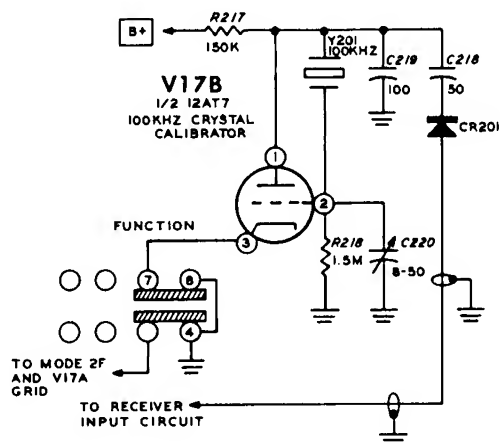 B+
R217
150K
Y201
100KHZ
C219
100
C218
50
V17B
1/2 12AT7
100KHZ CRYSTAL
CALIBRATOR
CR201
1
2
3
FUNCTION
R218
1.5M
C220
8-50
7
8
4
TO MODE 2F
AND V17A
GRID
TO RECEIVER
INPUT CIRCUIT